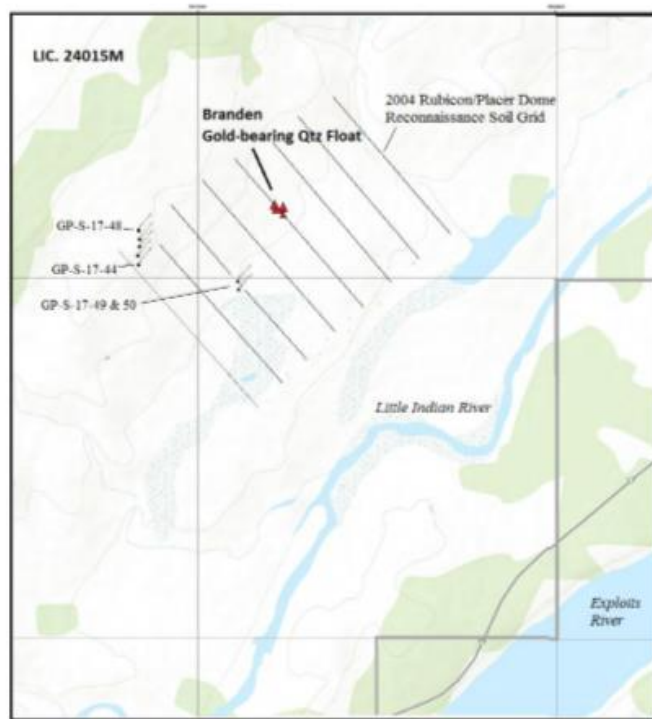 LIC. 24015M
2004 Rubicon/Placer Dome
Reconnaissance Soil Grid
Branden
Gold-bearing Qtz Float
GP-S-17-48
GP-S-17-44
GP-S-17-49 & 50
Little Indian River
Exploits
River